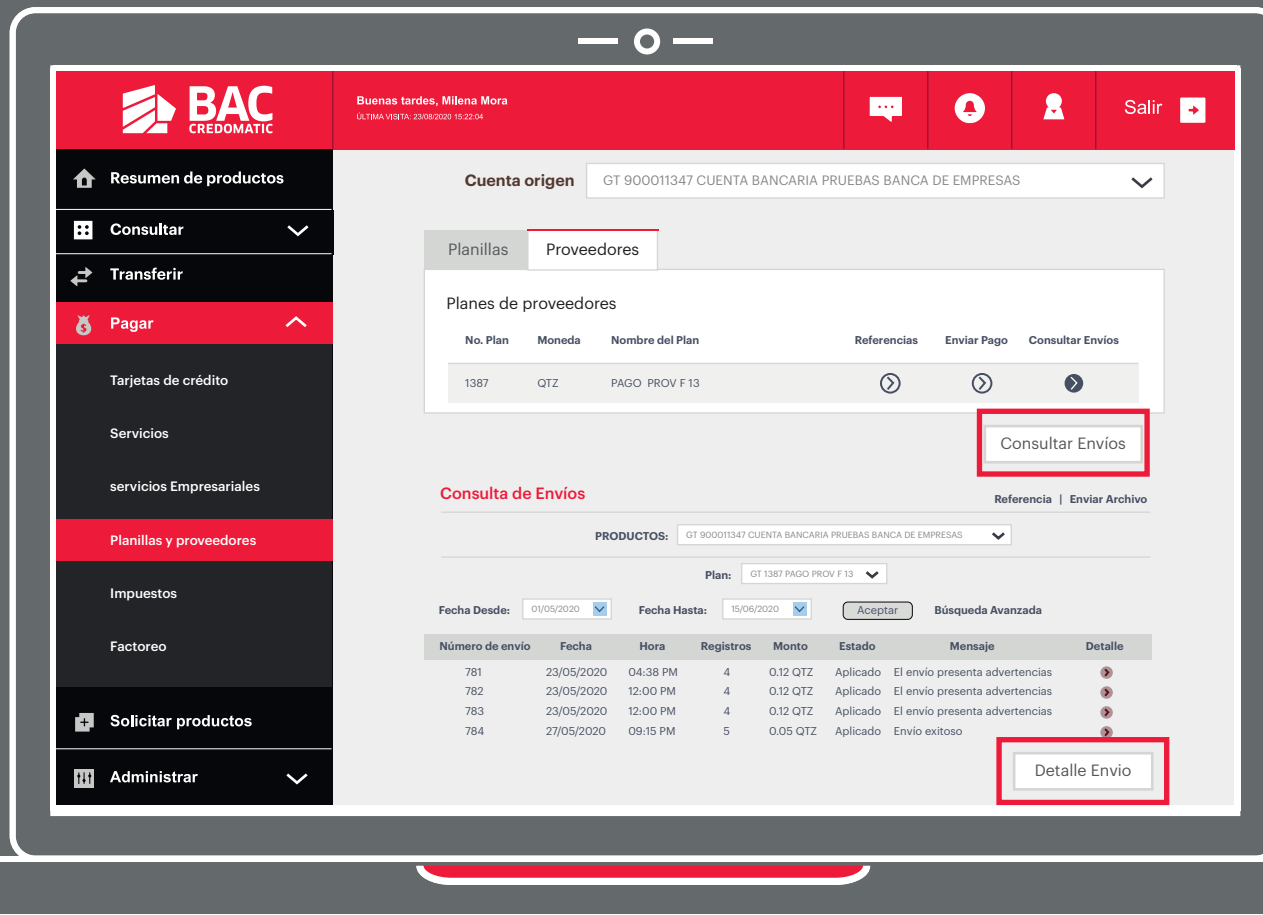 BAC
CREDOMATIC
Buenas tardes, Milena Mora
ÚLTIMA VISITA: 23/08/2020 15:22:04
Salir
Resumen de productos
Consultar
Transferir
Pagar
Tarjetas de crédito
Servicios
servicios Empresariales
Planillas y proveedores
Impuestos
Factoreo
Solicitar productos
Administrar
Cuenta origen GT 900011347 CUENTA BANCARIA PRUEBAS BANCA DE EMPRESAS
Planillas Proveedores
Planes de proveedores
No. Plan Moneda Nombre del Plan Referencias Enviar Pago Consultar Envíos
1387 QTZ PAGO PROV F 13
Consultar Envíos
Consulta de Envíos
Referencia | Enviar Archivo
PRODUCTOS: GT 900011347 CUENTA BANCARIA PRUEBAS BANCA DE EMPRESAS
Plan: GT 1387 PAGO PROV F 13
Fecha Desde: 01/05/2020 Fecha Hasta: 15/06/2020 Aceptar Búsqueda Avanzada
Número de envío Fecha Hora Registros Monto Estado Mensaje Detalle
781 23/05/2020 04:38 PM 4 0.12 QTZ Aplicado El envío presenta advertencias
782 23/05/2020 12:00 PM 4 0.12 QTZ Aplicado El envío presenta advertencias
783 23/05/2020 12:00 PM 4 0.12 QTZ Aplicado El envío presenta advertencias
784 27/05/2020 09:15 PM 5 0.05 QTZ Aplicado Envío exitoso
Detalle Envio